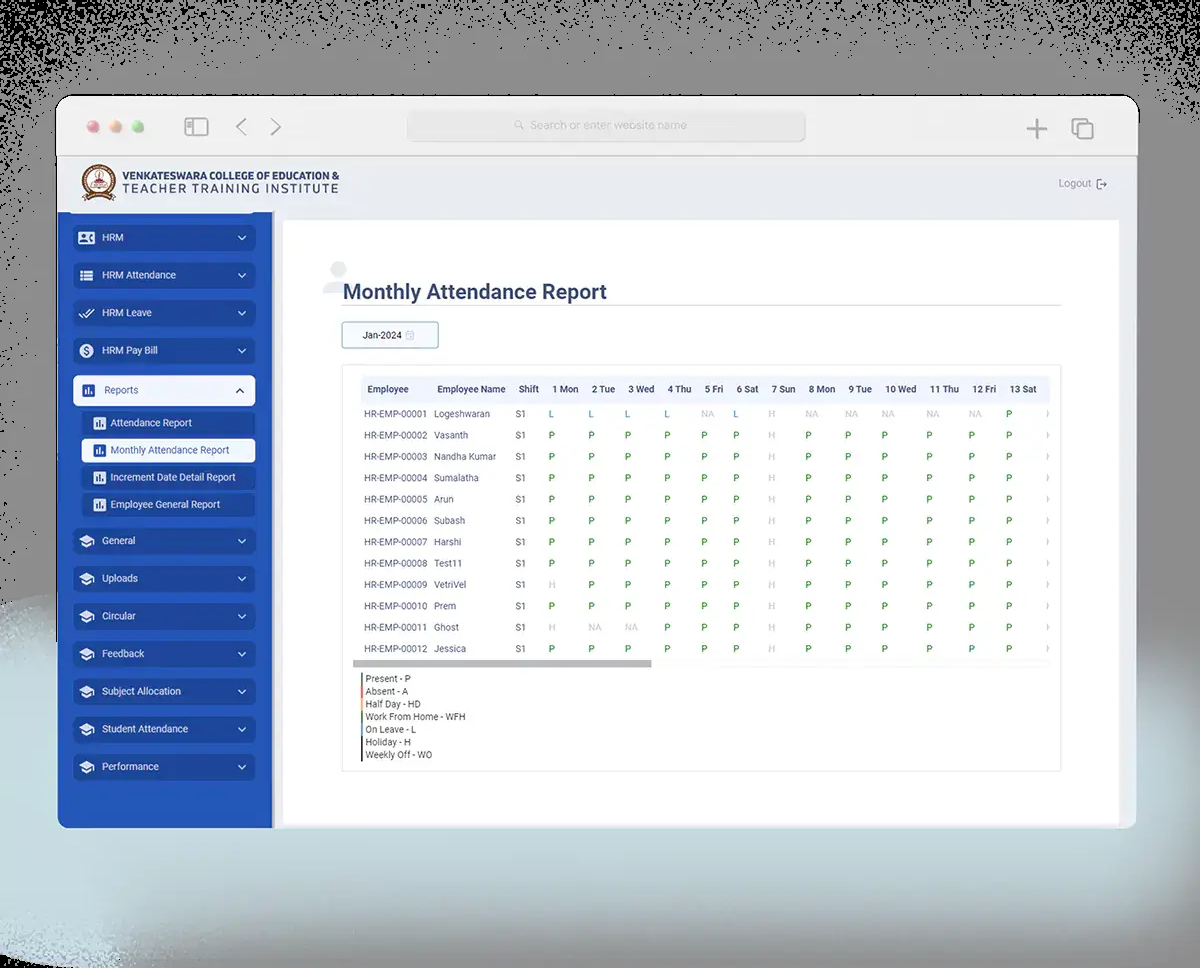 Search or enter website name
VENKATESWARA COLLEGE OF EDUCATION &
TEACHER TRAINING INSTITUTE
Logout
HRM
HRM Attendance
HRM Leave
HRM Pay Bill
Reports
Attendance Report
Monthly Attendance Report
Increment Date Detail Report
Employee General Report
General
Uploads
Circular
Feedback
Subject Allocation
Student Attendance
Performance
Monthly Attendance Report
Jan-2024
Employee Employee Name Shift 1 Mon 2 Tue 3 Wed 4 Thu 5 Fri 6 Sat 7 Sun 8 Mon 9 Tue 10 Wed 11 Thu 12 Fri 13 Sat
HR-EMP-00001 Logeshwaran S1 L L L L NA L H NA NA NA NA NA P
HR-EMP-00002 Vasanth S1 P P P P P P H P P P P P P
HR-EMP-00003 Nandha Kumar S1 P P P P P P H P P P P P P
HR-EMP-00004 Sumalatha S1 P P P P P P H P P P P P P
HR-EMP-00005 Arun S1 P P P P P P H P P P P P P
HR-EMP-00006 Subash S1 P P P P P P H P P P P P P
HR-EMP-00007 Harshi S1 P P P P P P H P P P P P P
HR-EMP-00008 Test11 S1 P P P P P P H P P P P P P
HR-EMP-00009 VetriVel S1 H P P P P P H P P P P P P
HR-EMP-00010 Prem S1 P P P P P P H P P P P P P
HR-EMP-00011 Ghost S1 H NA NA P P P H P P P P P P
HR-EMP-00012 Jessica S1 P P P P P P H P P P P P P
Present - P
Absent - A
Half Day - HD
Work From Home - WFH
On Leave - L
Holiday - H
Weekly Off - WO